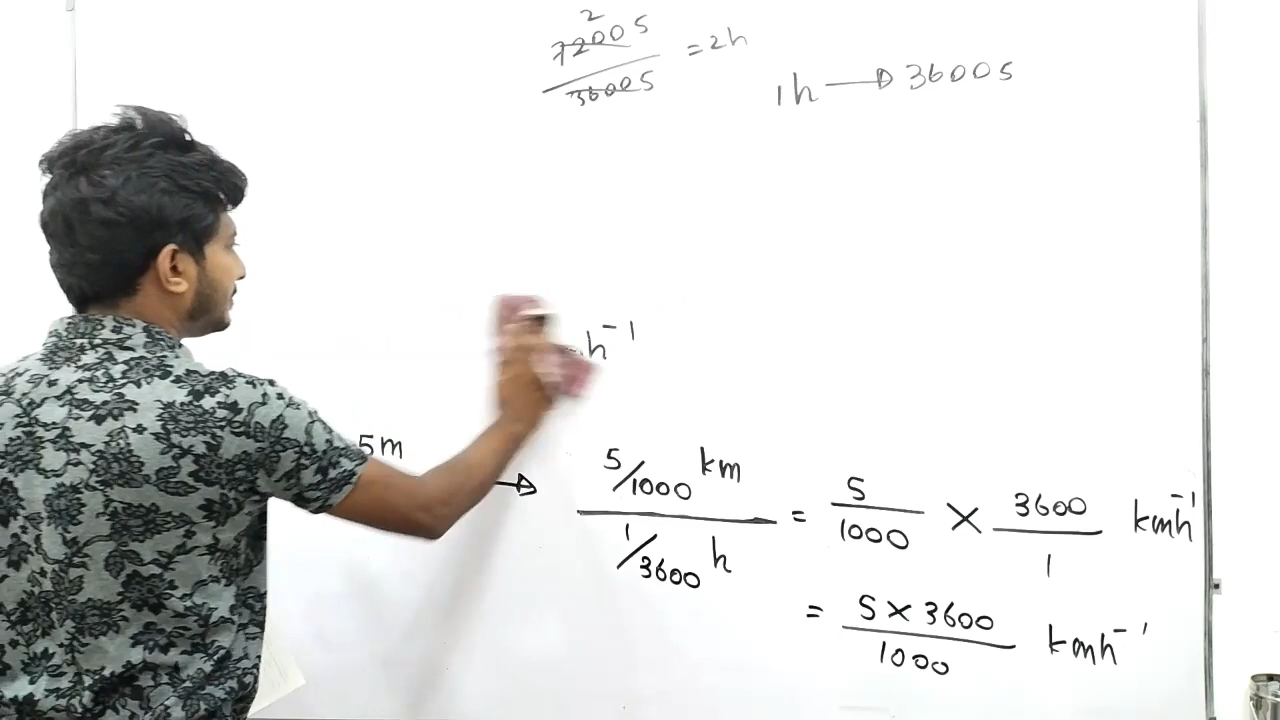 2
7200 s
3600 s
= 2h
1h → 3600 s
h⁻¹
5m
→
5/1000 km
1/3600 h
= 5/1000 × 3600/1 kmh⁻¹
= 5 × 3600/1000 kmh⁻¹